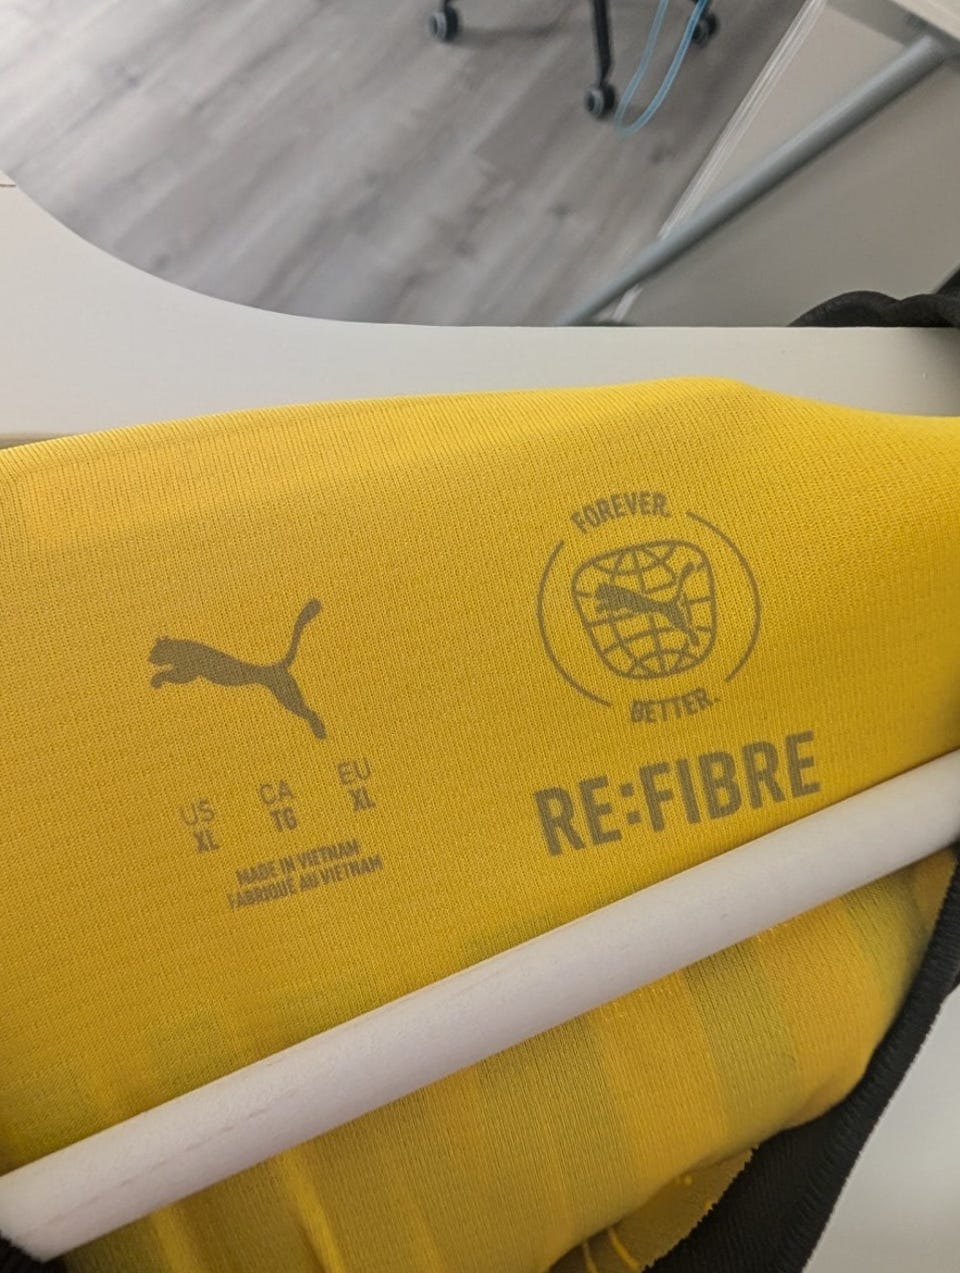 US CA EU
XL TG XL
MADE IN VIETNAM
FABRIQUÉ AU VIETNAM
FOREVER.
BETTER.
RE:FIBRE